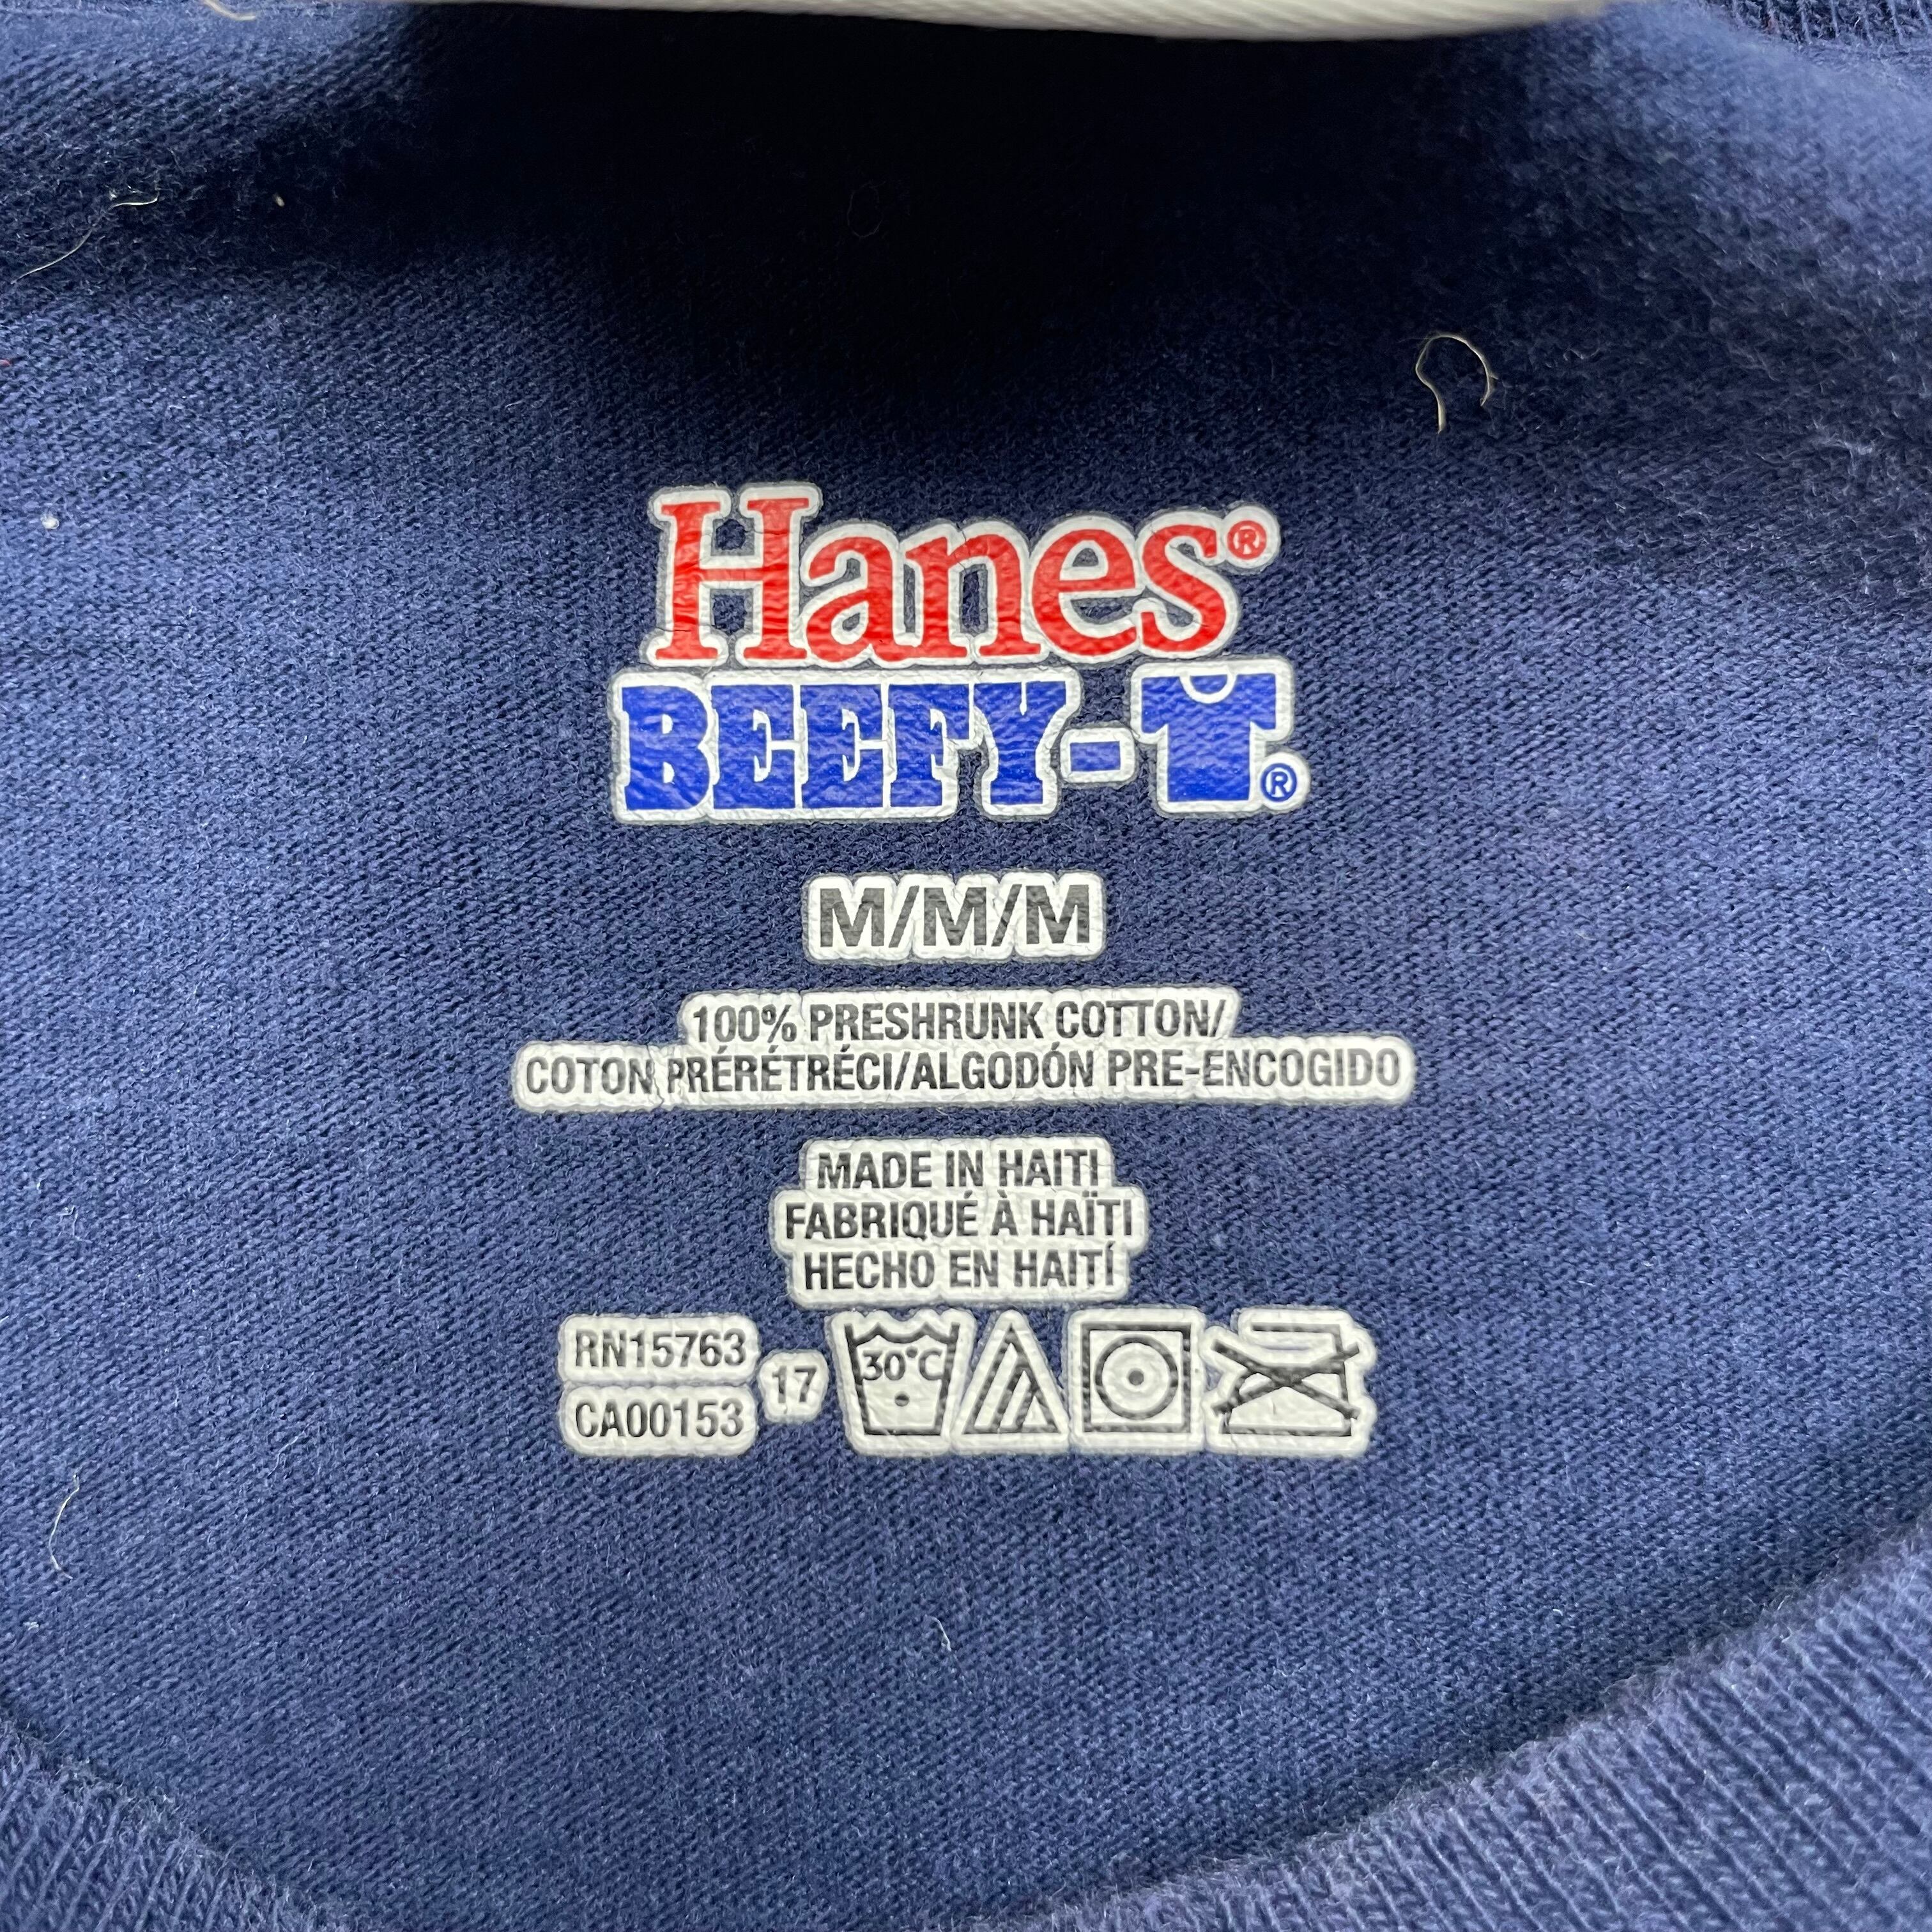 Hanes®
BEEFY-T®
M/M/M
100% PRESHRUNK COTTON/
COTON PRÉRÉTRÉCI/ALGODÓN PRE-ENCOGIDO
MADE IN HAITI
FABRIQUÉ À HAÏTI
HECHO EN HAITÍ
RN15763
CA00153
17
30°C